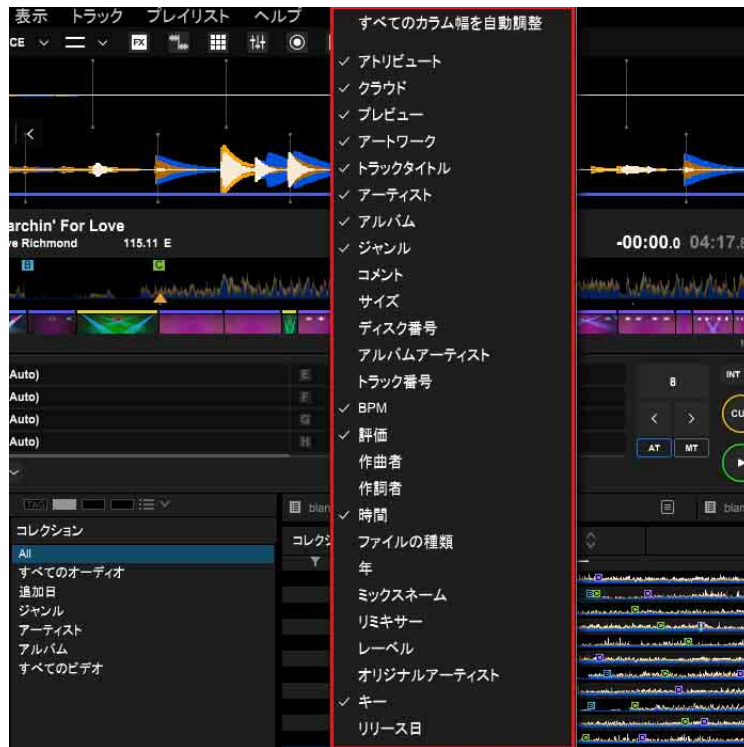 表示 トラック プレイリスト ヘルプ
CE
FX
archin' For Love
ve Richmond 115.11 E
-00:00.0 04:17.8
B
C
Auto)
Auto)
Auto)
Auto)
E
F
G
H
8
INT
CU
AT MT
TAG
コレクション
All
すべてのオーディオ
追加日
ジャンル
アーティスト
アルバム
すべてのビデオ
blan
コレク
すべてのカラム幅を自動調整
アトリビュート
クラウド
プレビュー
アートワーク
トラックタイトル
アーティスト
アルバム
ジャンル
コメント
サイズ
ディスク番号
アルバムアーティスト
トラック番号
BPM
評価
作曲者
作詞者
時間
ファイルの種類
年
ミックスネーム
リミキサー
レーベル
オリジナルアーティスト
キー
リリース日
blan